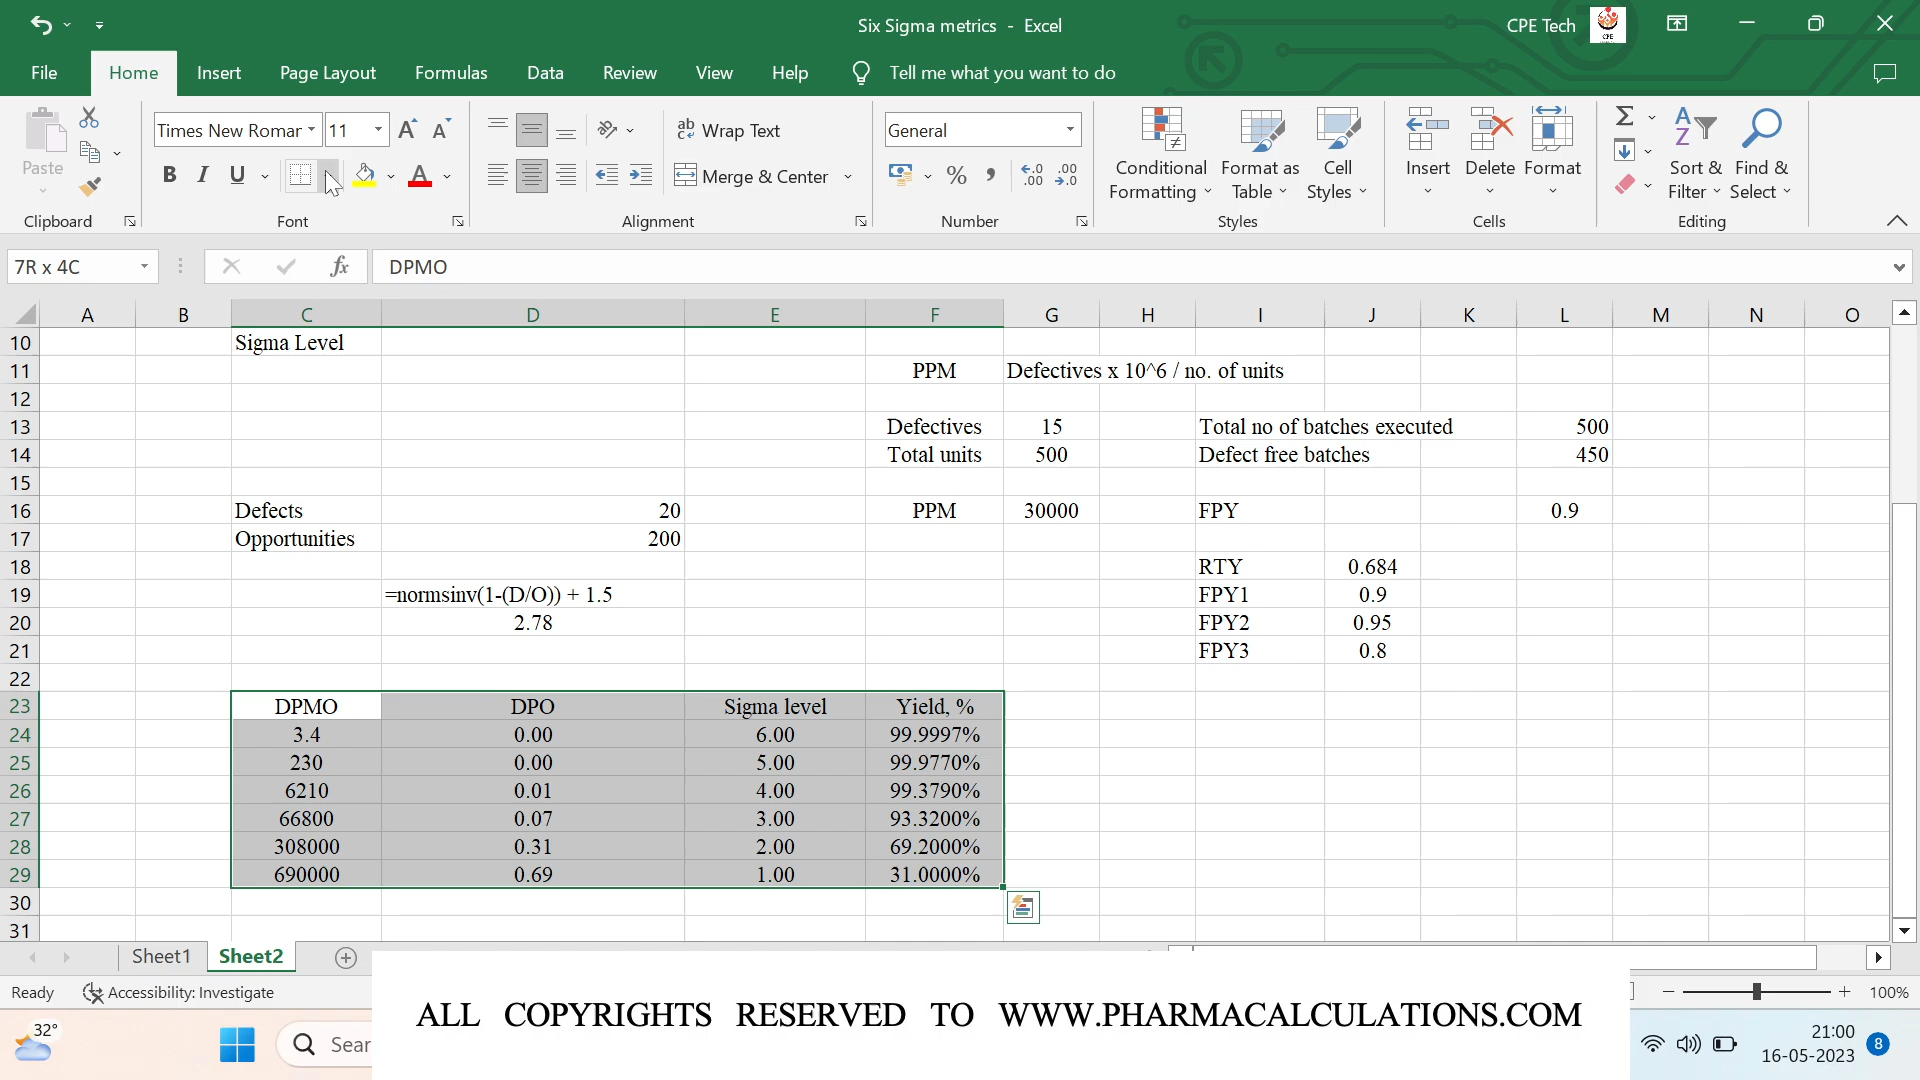 Six Sigma metrics - Excel
CPE Tech
File Home Insert Page Layout Formulas Data Review View Help Tell me what you want to do
Paste
Times New Romar 11
B I U
Wrap Text
Merge & Center
General
% ,
Conditional Formatting
Format as Table
Cell Styles
Insert Delete Format
Sort & Filter
Find & Select
Clipboard Font Alignment Number Styles Cells Editing
7R x 4C fx DPMO
A B C D E F G H I J K L M N O
10 Sigma Level
11 PPM Defectives x 10^6 / no. of units
12
13 Defectives 15 Total no of batches executed 500
14 Total units 500 Defect free batches 450
15
16 Defects 20 PPM 30000 FPY 0.9
17 Opportunities 200
18 RTY 0.684
19 =normsinv(1-(D/O)) + 1.5 FPY1 0.9
20 2.78 FPY2 0.95
21 FPY3 0.8
22
23 DPMO DPO Sigma level Yield, %
24 3.4 0.00 6.00 99.9997%
25 230 0.00 5.00 99.9770%
26 6210 0.01 4.00 99.3790%
27 66800 0.07 3.00 93.3200%
28 308000 0.31 2.00 69.2000%
29 690000 0.69 1.00 31.0000%
30
31
Sheet1 Sheet2
Ready Accessibility: Investigate
100%
ALL COPYRIGHTS RESERVED TO WWW.PHARMACALCULATIONS.COM
32°
Sear
21:00
16-05-2023
8